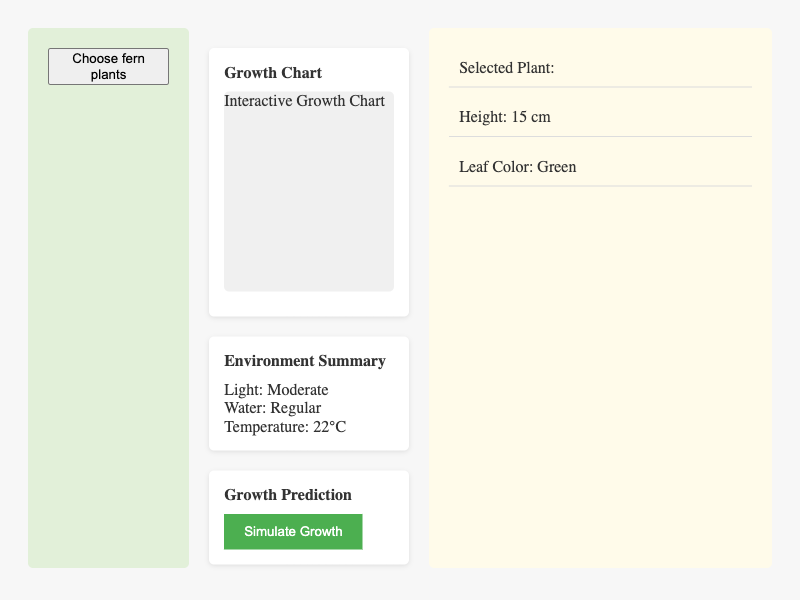 Choose fern
plants
Growth Chart
Interactive Growth Chart
Environment Summary
Light: Moderate
Water: Regular
Temperature: 22°C
Growth Prediction
Simulate Growth
Selected Plant:
Height: 15 cm
Leaf Color: Green